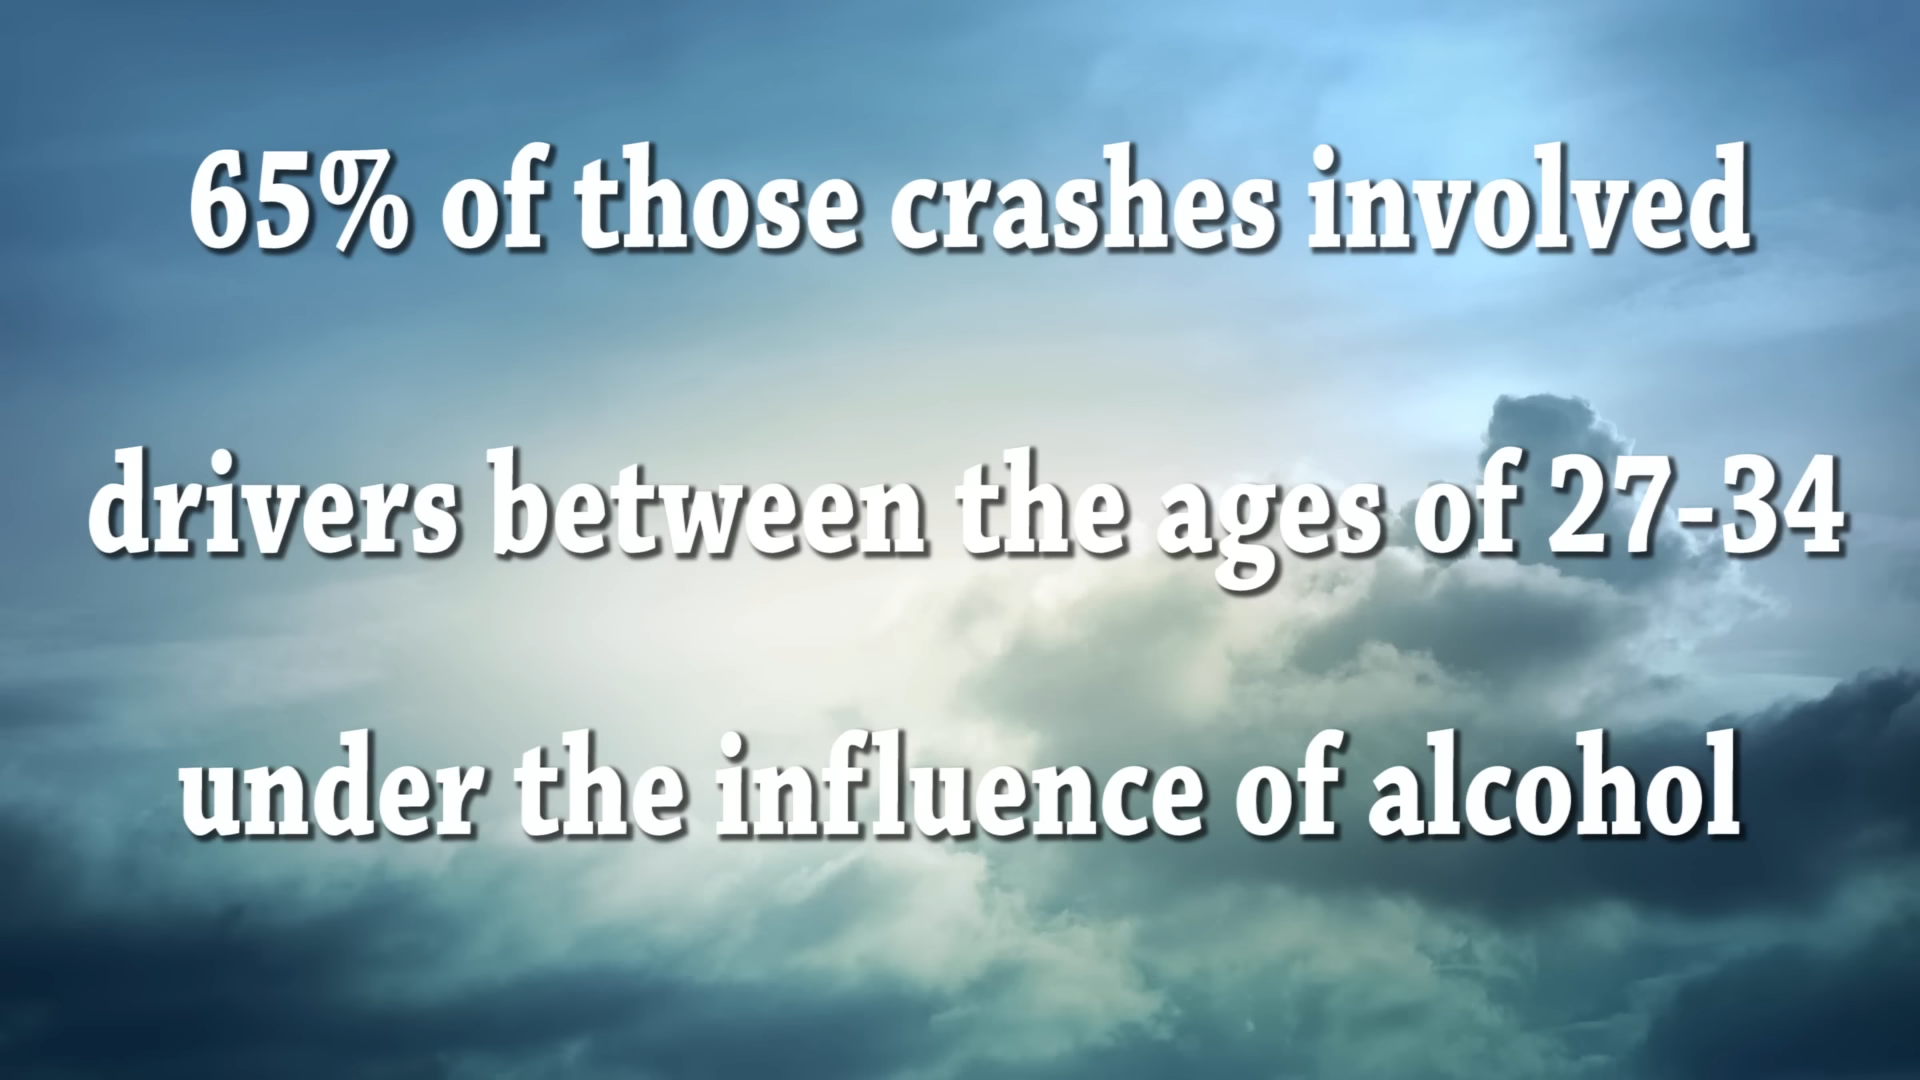 65% of those crashes involved
drivers between the ages of 27-34
under the influence of alcohol